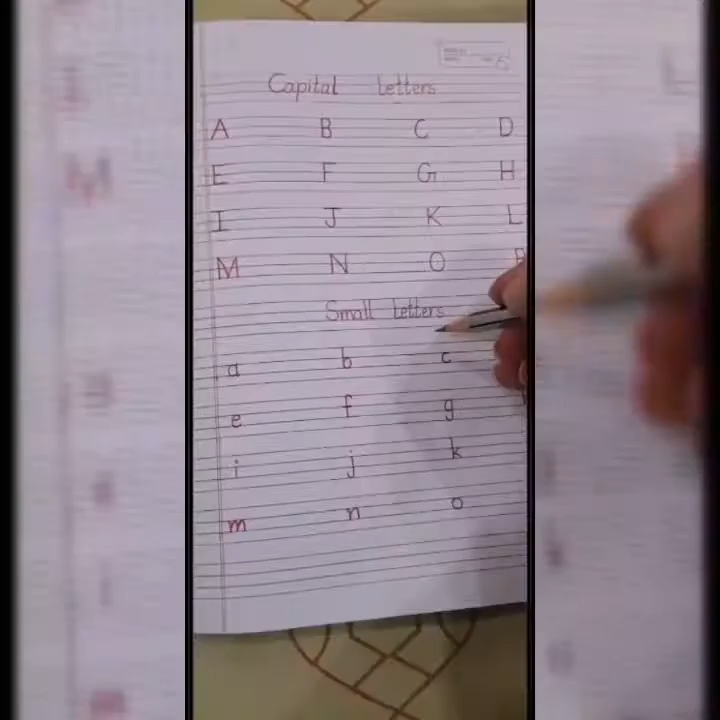 Capital Letters
A B C D
E F G H
I J K L
M N O P
Small Letters
a b c
e f g
i j k
m n o